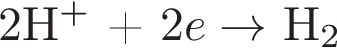 2H⁺ + 2e → H₂